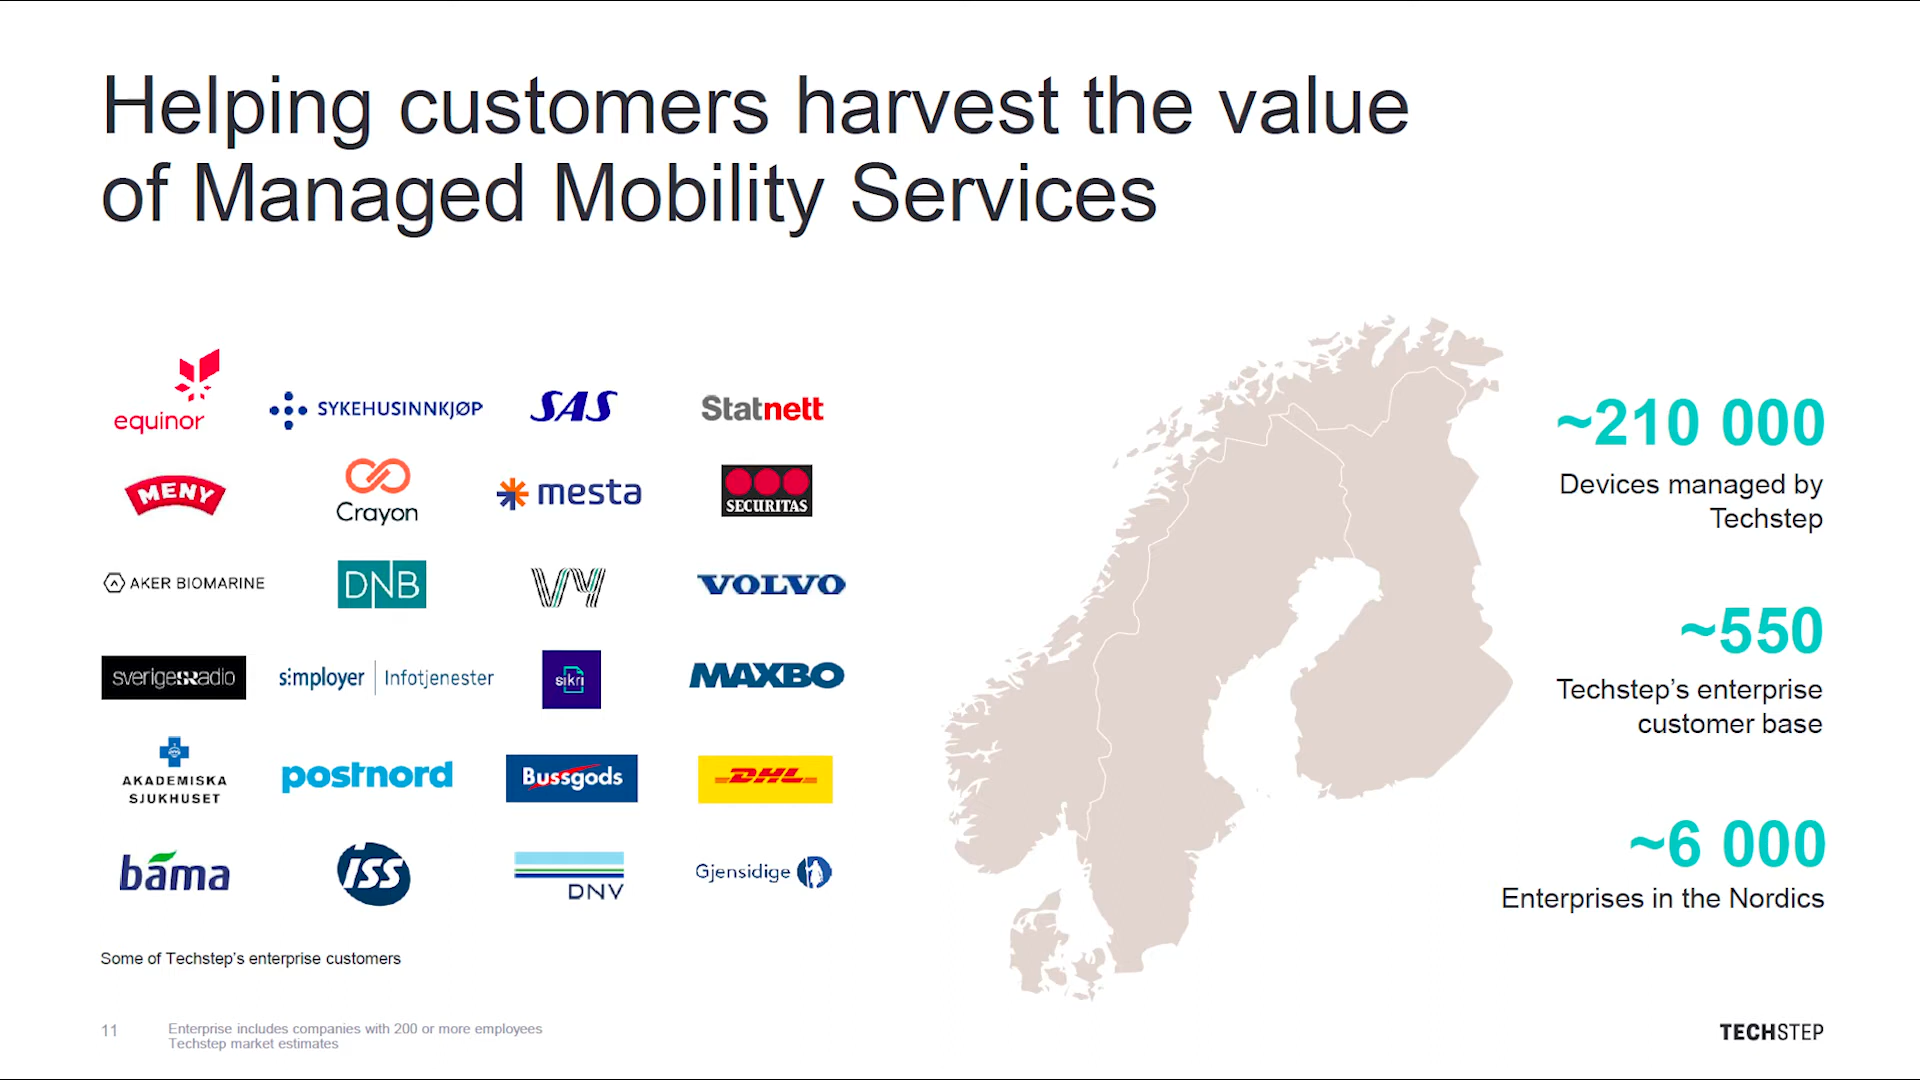 Helping customers harvest the value
of Managed Mobility Services
equinor
SYKEHUSINNKJØP
SAS
Statnett
MENY
Crayon
mesta
SECURITAS
AKER BIOMARINE
DNB
VY
VOLVO
sverigesradio
simployer | Infotjenester
sikri
MAXBO
AKADEMISKA
SJUKHUSET
postnord
Bussgods
DHL
bama
ISS
DNV
Gjensidige
Some of Techstep's enterprise customers
~210 000
Devices managed by
Techstep
~550
Techstep's enterprise
customer base
~6 000
Enterprises in the Nordics
11
Enterprise includes companies with 200 or more employees
Techstep market estimates
TECHSTEP